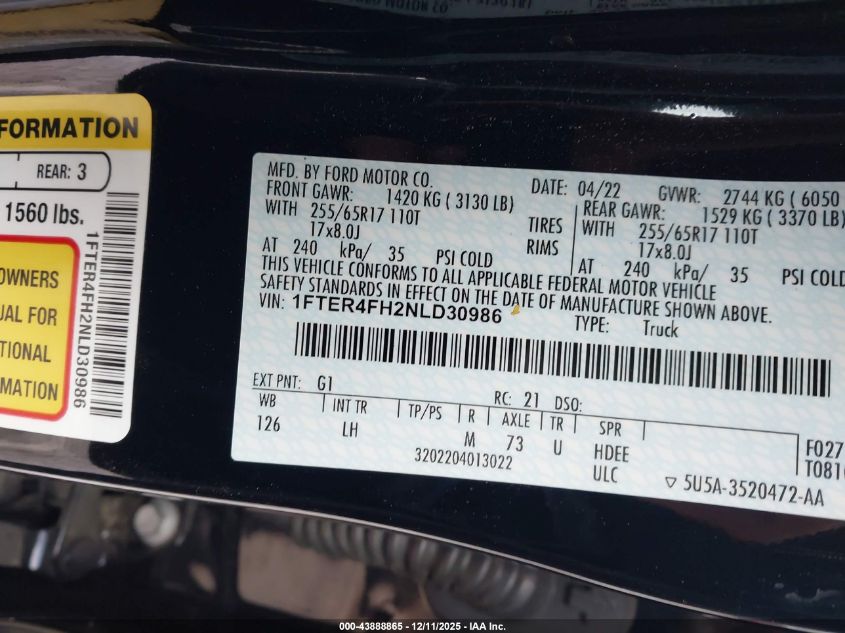 FORMATION
REAR: 3
1560 lbs.
OWNERS
UAL FOR
TIONAL
MATION
1FTER4FH2NLD30986
MFD. BY FORD MOTOR CO.
DATE: 04/22 GVWR: 2744 KG ( 6050
FRONT GAWR: 1420 KG ( 3130 LB) REAR GAWR: 1529 KG ( 3370 LB)
WITH 255/65R17 110T TIRES WITH 255/65R17 110T
17x8.0J RIMS 17x8.0J
AT 240 kPa/ 35 PSI COLD AT 240 kPa/ 35 PSI COLD
THIS VEHICLE CONFORMS TO ALL APPLICABLE FEDERAL MOTOR VEHICLE
SAFETY STANDARDS IN EFFECT ON THE DATE OF MANUFACTURE SHOWN ABOVE.
VIN: 1FTER4FH2NLD30986 TYPE: Truck
EXT PNT: G1 RC: 21 DSO:
WB INT TR TP/PS R AXLE TR SPR
126 LH M 73 U HDEE
3202204013022 ULC
F027
T081
5U5A-3520472-AA
000-43888865 - 12/11/2025 - IAA Inc.